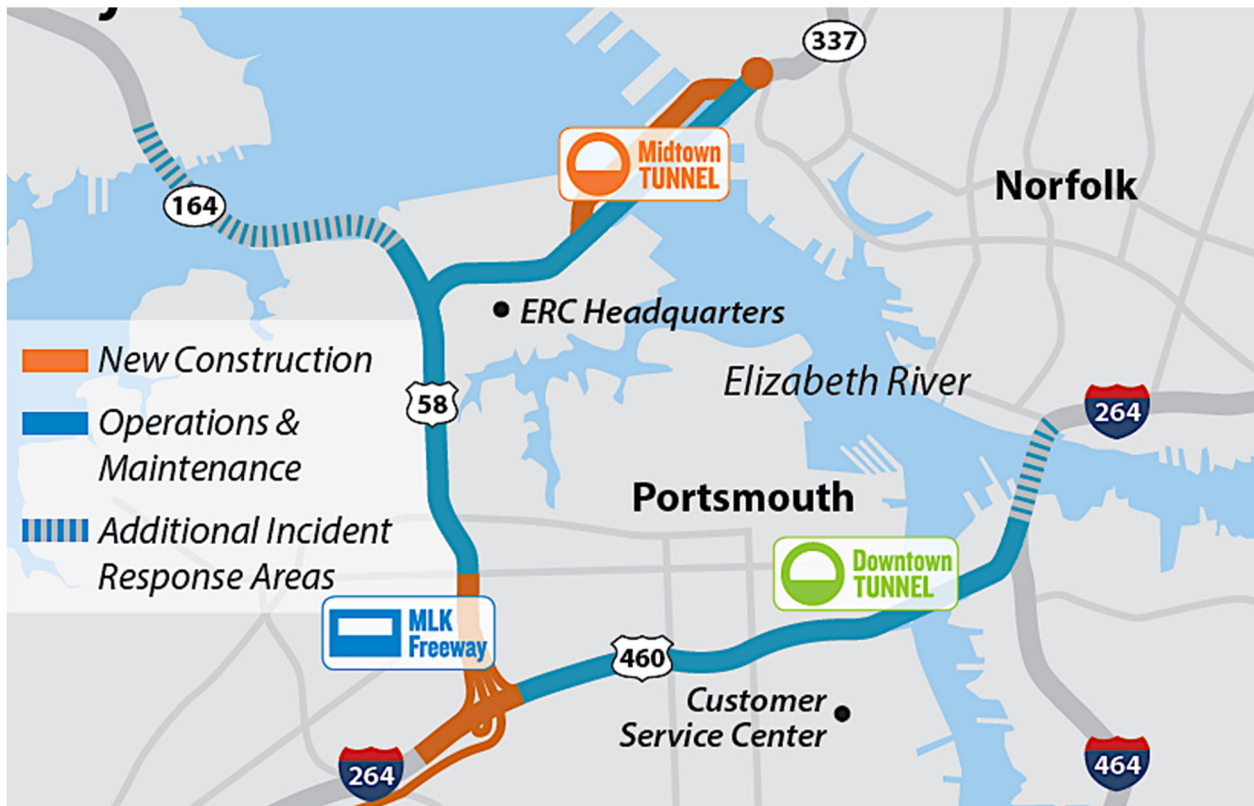 y
337
Midtown
TUNNEL
Norfolk
164
ERC Headquarters
New Construction
Elizabeth River
58
264
Operations &
Maintenance
Portsmouth
Additional Incident
Response Areas
Downtown
TUNNEL
MLK
Freeway
460
Customer
Service Center
264
464